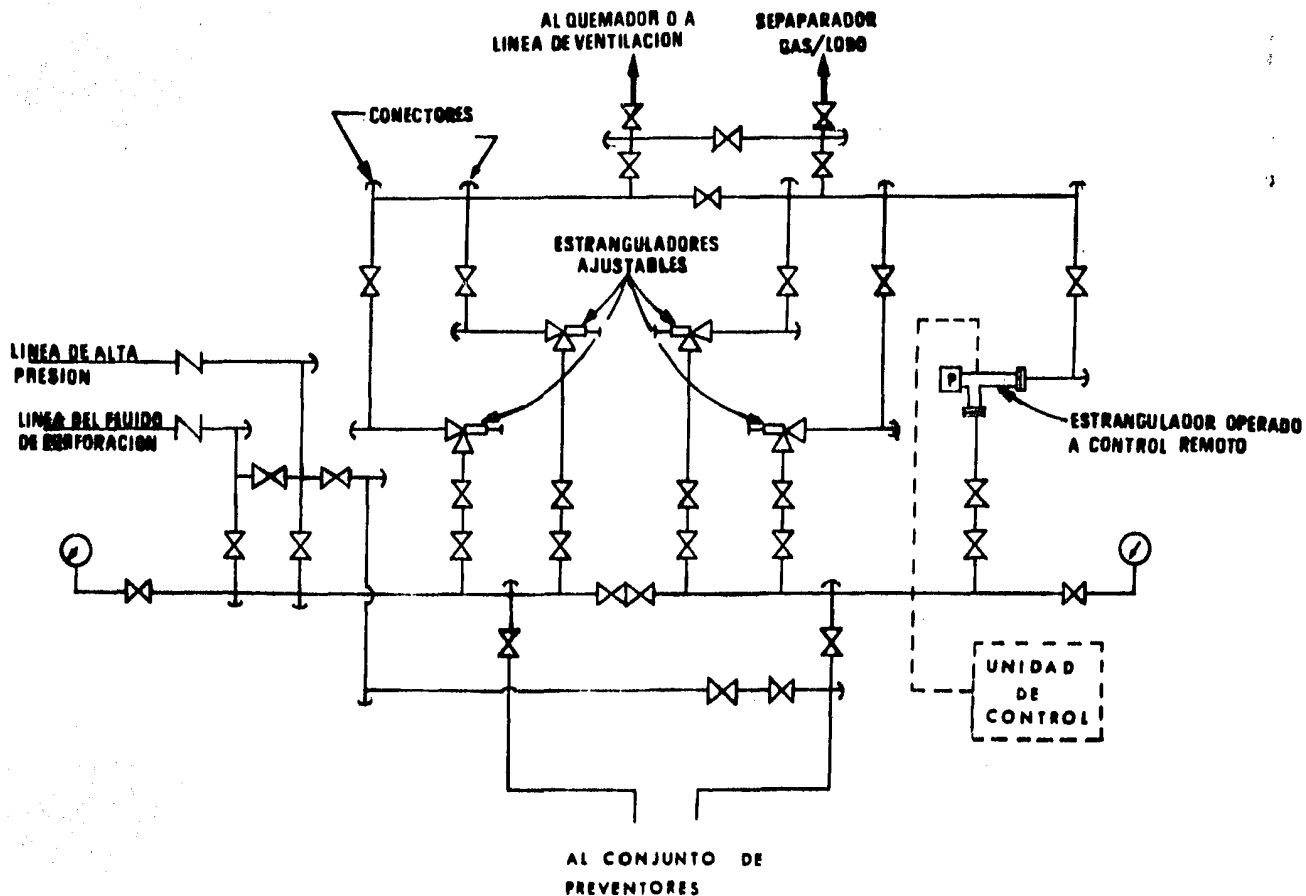 AL QUEMADOR O A
LINEA DE VENTILACION
SEPAPARADOR
GAS/LODO
CONECTORES
ESTRANGULADORES
AJUSTABLES
LINEA DE ALTA
PRESION
LINEA DEL FLUIDO
DE PERFORACION
P
ESTRANGULADOR OPERADO
A CONTROL REMOTO
UNIDAD
DE
CONTROL
AL CONJUNTO DE
PREVENTORES